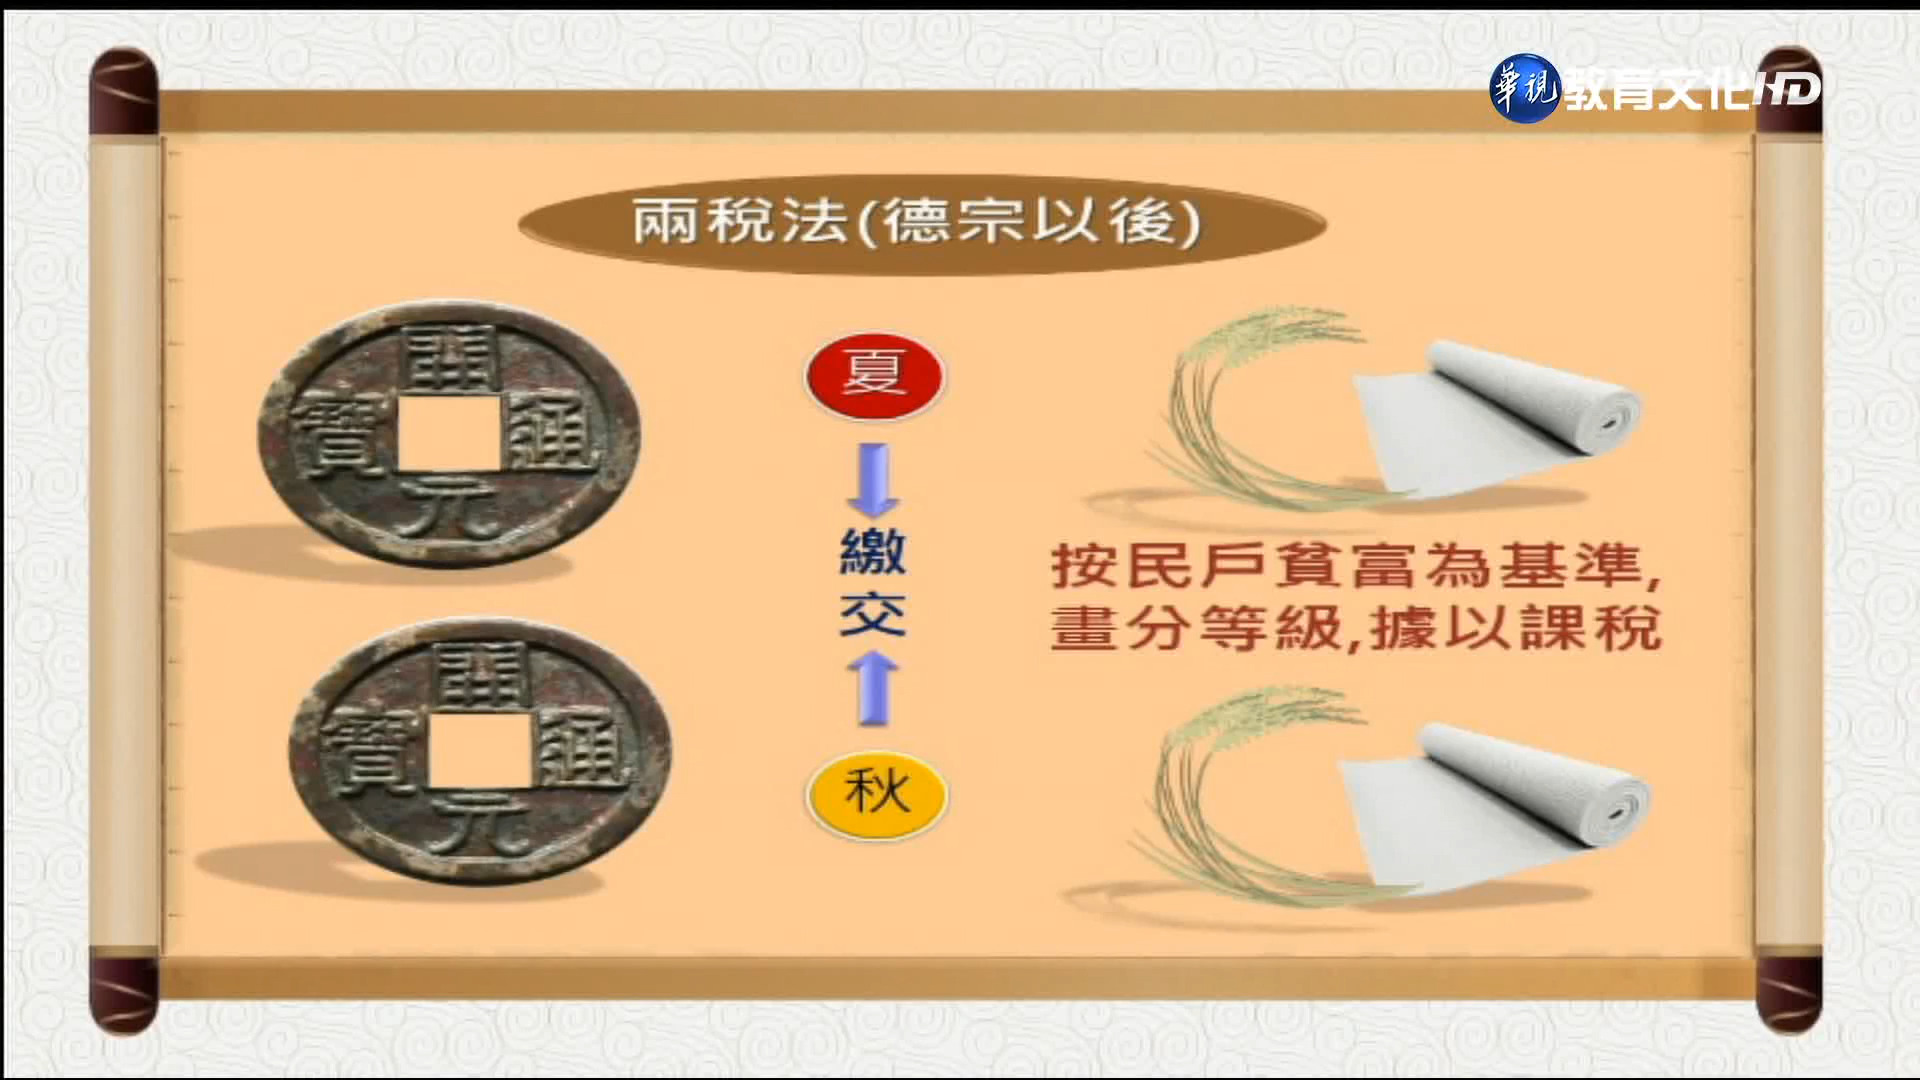 華視 教育文化HD
兩稅法(德宗以後)
開
通
元
寶
夏
繳
交
秋
按民戶貧富為基準,
畫分等級,據以課稅
開
通
元
寶